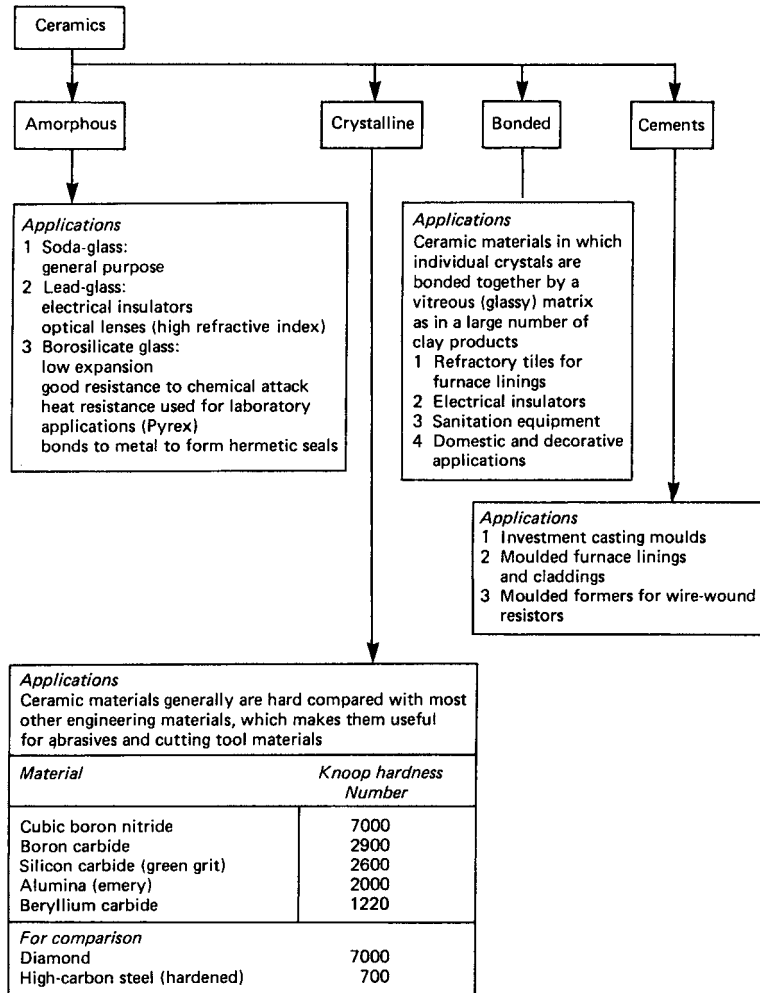 Ceramics
Amorphous
Crystalline
Bonded
Cements
Applications
1 Soda-glass:
general purpose
2 Lead-glass:
electrical insulators
optical lenses (high refractive index)
3 Borosilicate glass:
low expansion
good resistance to chemical attack
heat resistance used for laboratory
applications (Pyrex)
bonds to metal to form hermetic seals
Applications
Ceramic materials in which
individual crystals are
bonded together by a
vitreous (glassy) matrix
as in a large number of
clay products
1 Refractory tiles for
furnace linings
2 Electrical insulators
3 Sanitation equipment
4 Domestic and decorative
applications
Applications
1 Investment casting moulds
2 Moulded furnace linings
and claddings
3 Moulded formers for wire-wound
resistors
Applications
Ceramic materials generally are hard compared with most
other engineering materials, which makes them useful
for abrasives and cutting tool materials
Material Knoop hardness
Number
Cubic boron nitride 7000
Boron carbide 2900
Silicon carbide (green grit) 2600
Alumina (emery) 2000
Beryllium carbide 1220
For comparison
Diamond 7000
High-carbon steel (hardened) 700